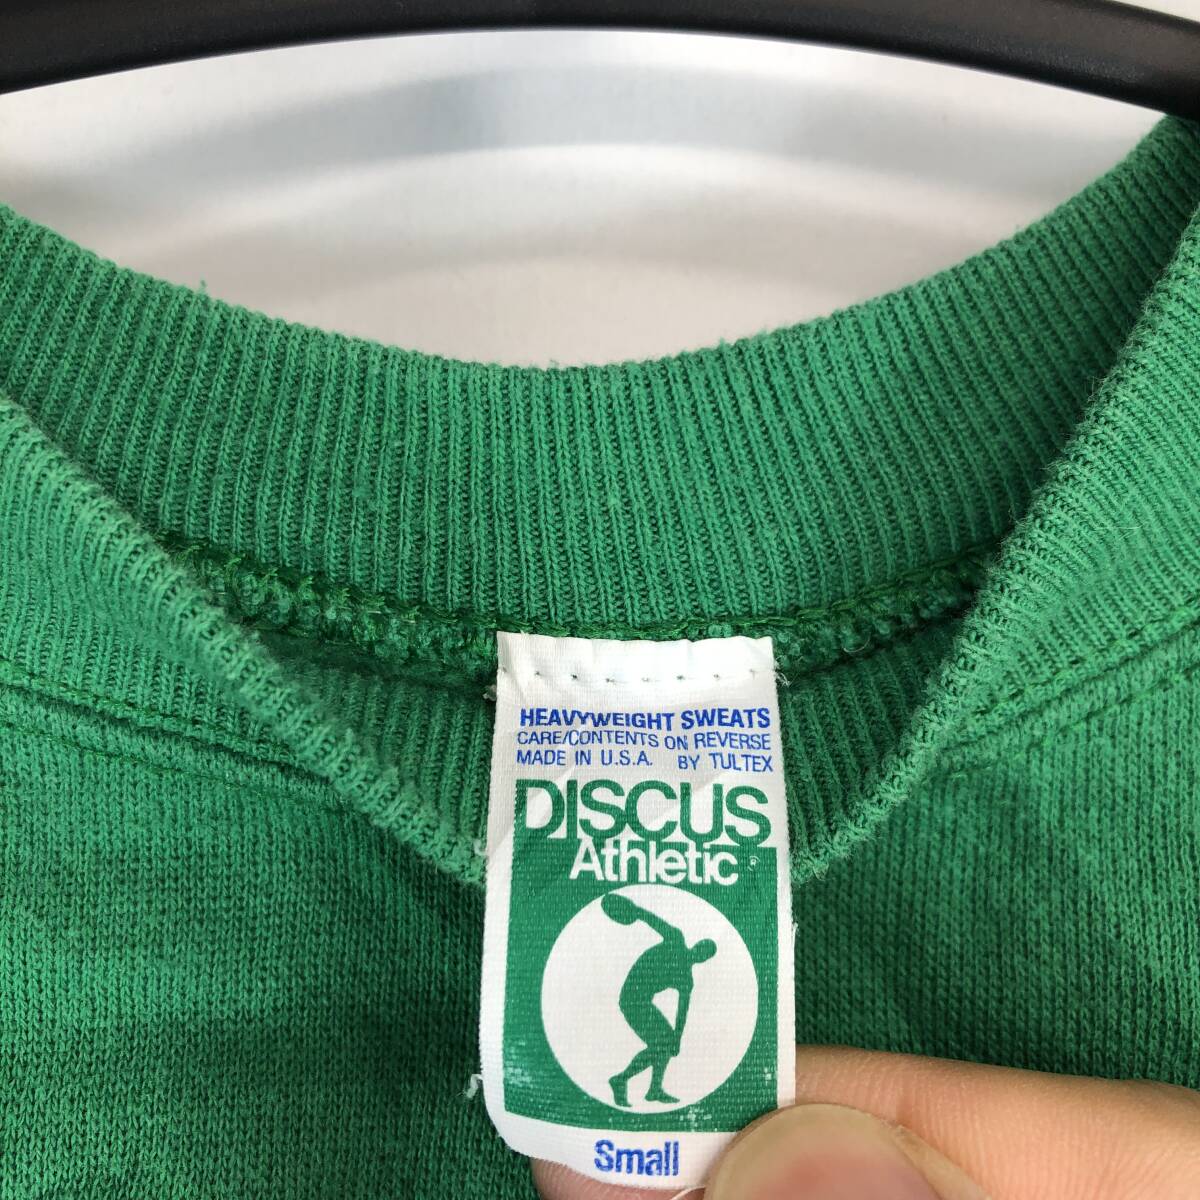 HEAVYWEIGHT SWEATS
CARE/CONTENTS ON REVERSE
MADE IN U.S.A. BY TULTEX
DISCUS
Athletic ®
Small